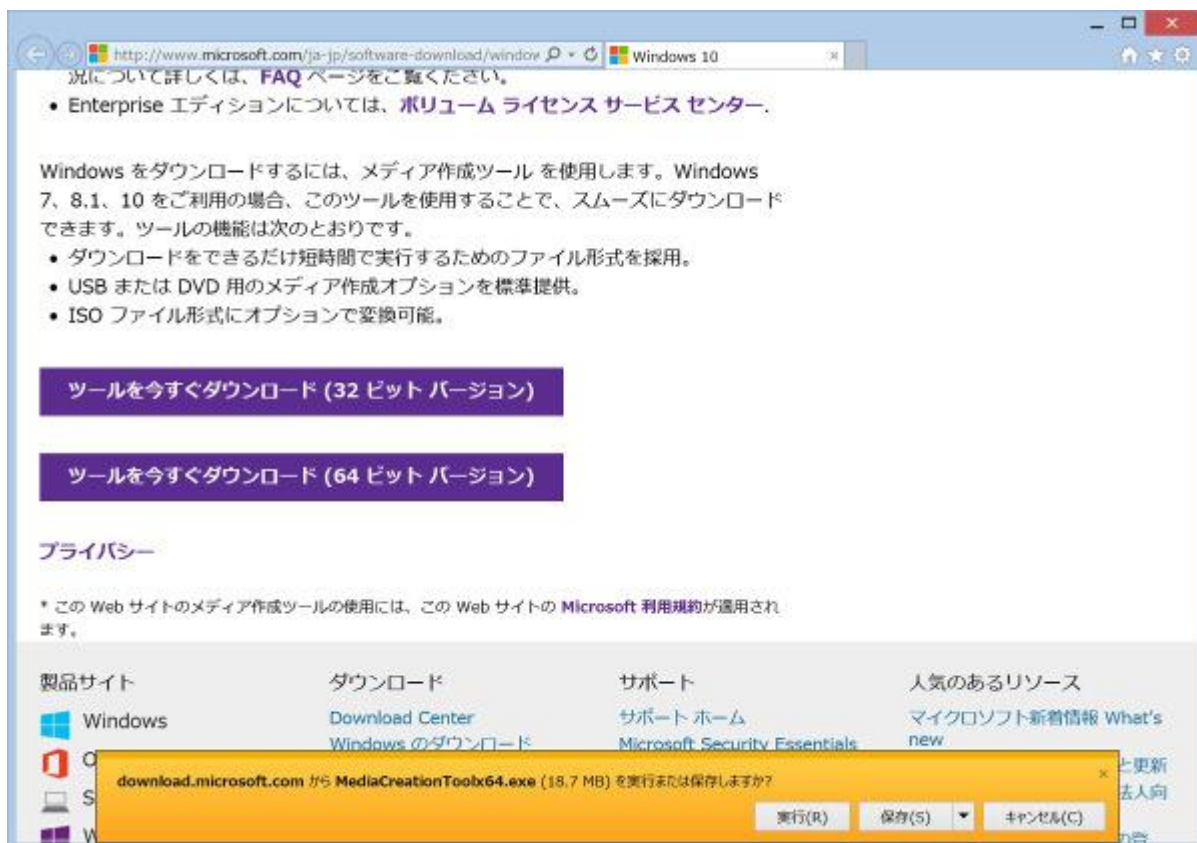 http://www.microsoft.com/ja-jp/software-download/window
Windows 10
況について詳しくは、FAQ ページをご覧ください。
• Enterprise エディションについては、ボリューム ライセンス サービス センター.
Windows をダウンロードするには、メディア作成ツール を使用します。Windows
7、8.1、10 をご利用の場合、このツールを使用することで、スムーズにダウンロード
できます。ツールの機能は次のとおりです。
• ダウンロードをできるだけ短時間で実行するためのファイル形式を採用。
• USB または DVD 用のメディア作成オプションを標準提供。
• ISO ファイル形式にオプションで変換可能。
ツールを今すぐダウンロード (32 ビット バージョン)
ツールを今すぐダウンロード (64 ビット バージョン)
プライバシー
* この Web サイトのメディア作成ツールの使用には、この Web サイトの Microsoft 利用規約が適用され
ます。
製品サイト
Windows
O
S
W
ダウンロード
Download Center
Windows のダウンロード
サポート
サポート ホーム
Microsoft Security Essentials
人気のあるリソース
マイクロソフト新着情報 What's
new
と更新
法人向
download.microsoft.com から MediaCreationToolx64.exe (18.7 MB) を実行または保存しますか?
実行(R)
保存(S)
キャンセル(C)